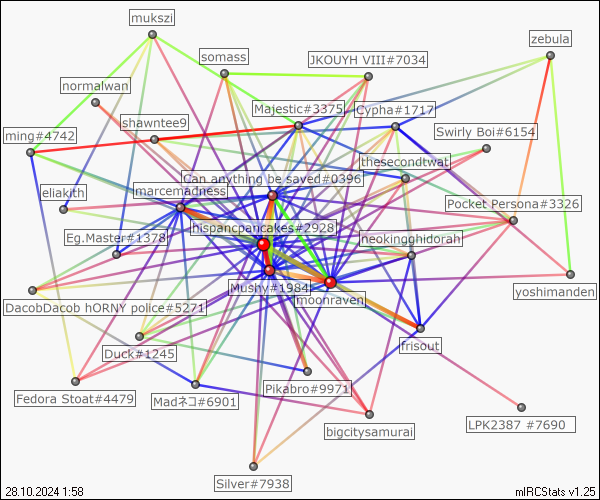 mukszi
zebula
somass
JKOUYH VIII#7034
normalwan
Majestic#3375
Cypha#1717
shawntee9
Swirly Boi#6154
ming#4742
thesecondtwat
Can anything be saved#0396
eliakith
marcemadness
Pocket Persona#3326
hispancpancakes#2928
Eg.Master#1378
neokingghidorah
Mushy#1984
moonraven
yoshimanden
DacobDacob hORNY police#5271
frisout
Duck#1245
Pikabro#9971
Fedora Stoat#4479
Madネコ#6901
LPK2387 #7690
bigcitysamurai
Silver#7938
28.10.2024 1:58
mIRCStats v1.25